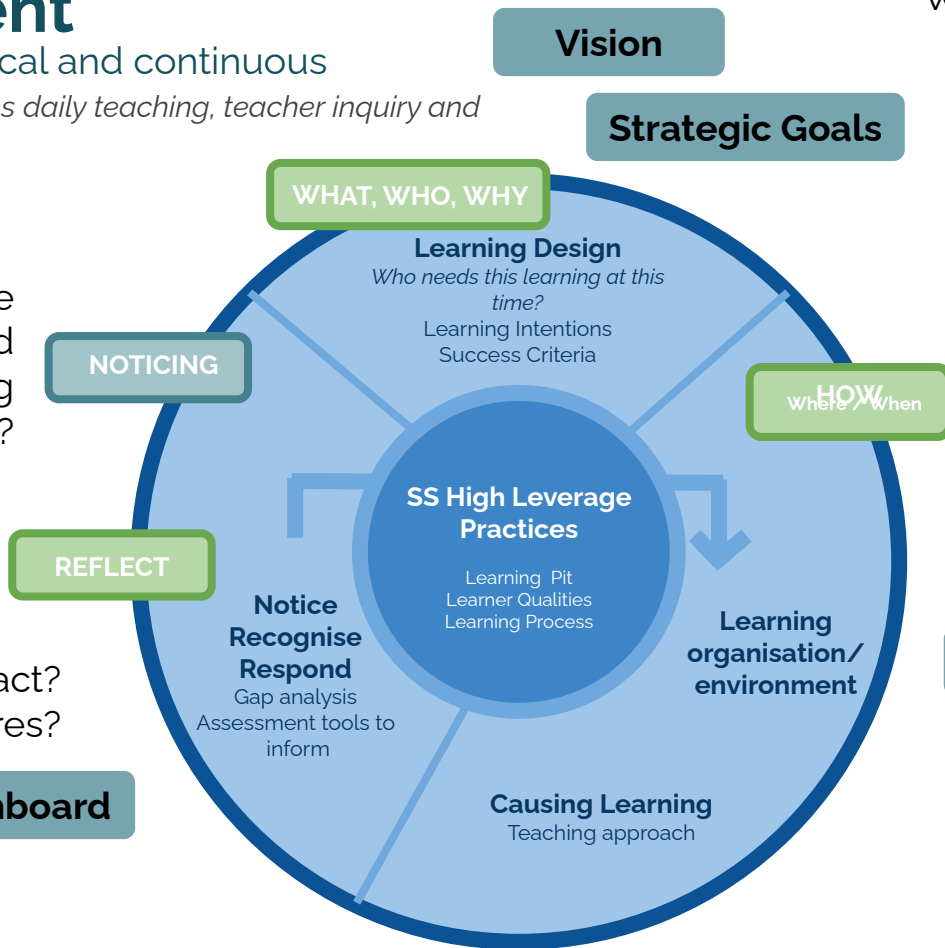 ent
cal and continuous
s daily teaching, teacher inquiry and
Vision
Strategic Goals
WHAT, WHO, WHY
Learning Design
Who needs this learning at this
time?
Learning Intentions
Success Criteria
e
d
g
?
NOTICING
HOW
Where / When
SS High Leverage
Practices
Learning Pit
Learner Qualities
Learning Process
REFLECT
Notice
Recognise
Respond
Gap analysis
Assessment tools to
inform
Learning
organisation/
environment
act?
res?
board
Causing Learning
Teaching approach